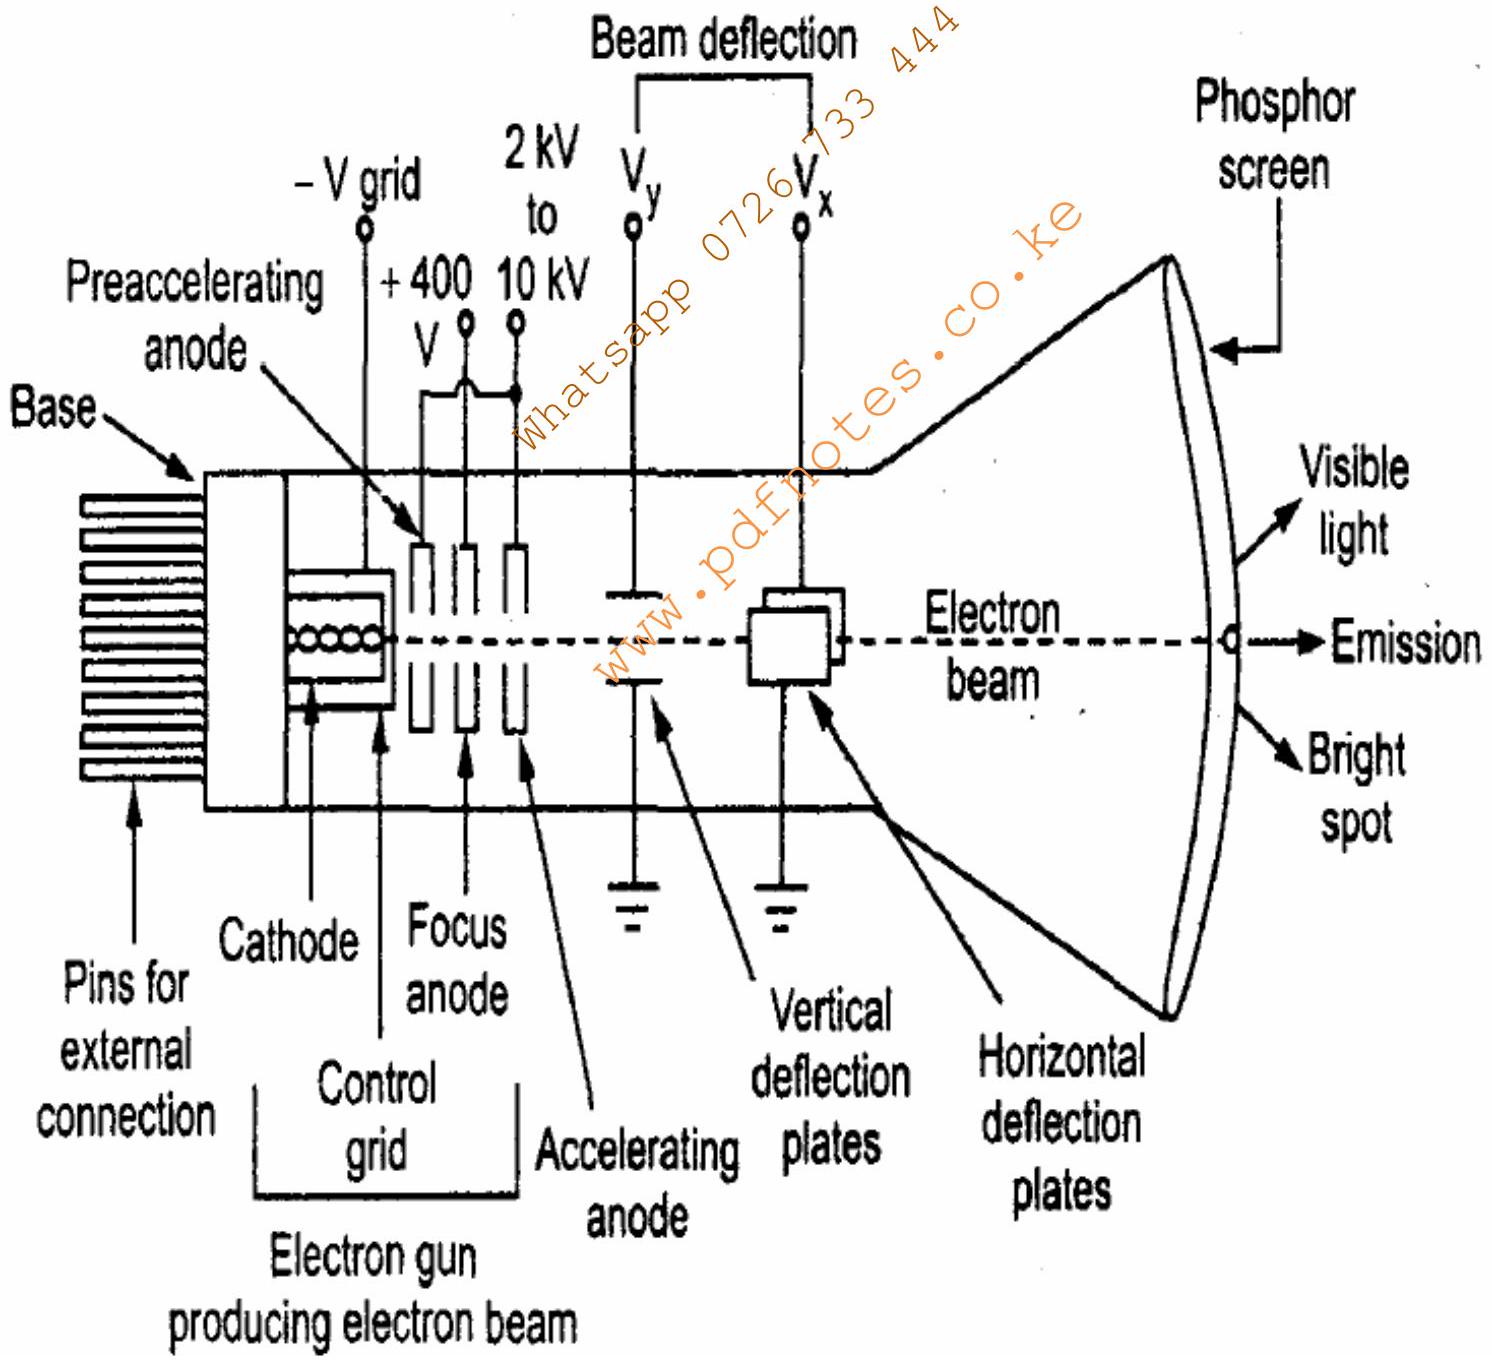 Beam deflection
Phosphor
screen
2 kV
to
10 kV
– V grid
Vy
Vx
+ 400
V
Preaccelerating
anode
Base
Visible
light
Electron
beam
Emission
Bright
spot
Cathode
Focus
anode
Pins for
external
connection
Control
grid
Accelerating
anode
Vertical
deflection
plates
Horizontal
deflection
plates
Electron gun
producing electron beam
Whatsapp 0726 733 444
www.pdfnotes.co.ke